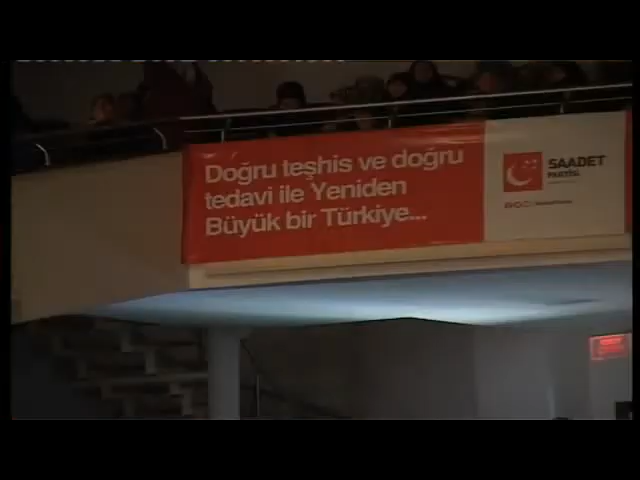 Doğru teşhis ve doğru
tedavi ile Yeniden
Büyük bir Türkiye...
SAADET
PARTİSİ